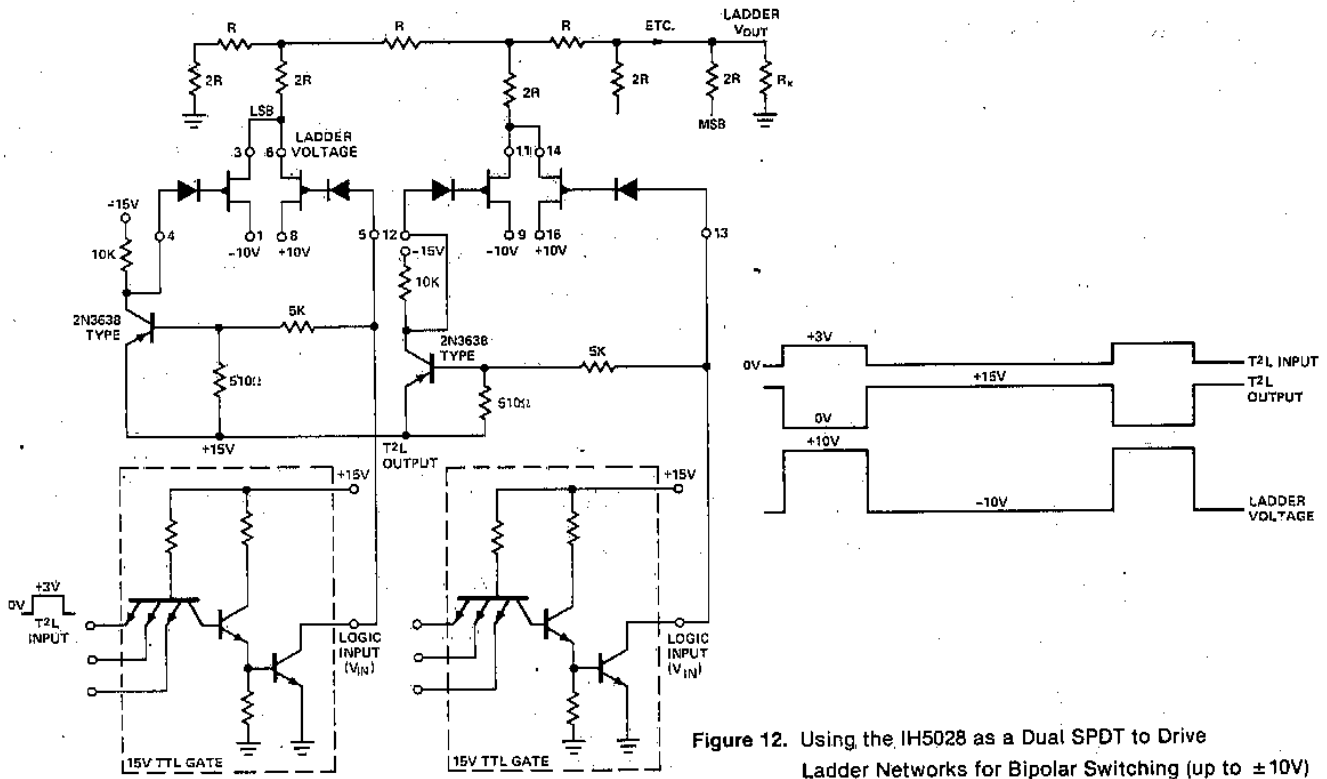 R
R
R
ETC.
LADDER
VOUT
2R
2R
2R
2R
2R
RX
LSB
MSB
3
6
LADDER
VOLTAGE
11
14
-15V
4
1
8
5
12
9
16
13
-10V
+10V
-15V
-10V
+10V
10K
10K
2N3638
TYPE
5K
2N3638
TYPE
5K
510Ω
510Ω
+15V
T²L
OUTPUT
+3V
0V
T²L INPUT
+15V
T²L
OUTPUT
0V
+10V
-10V
LADDER
VOLTAGE
+15V
+15V
+3V
0V
T²L
INPUT
LOGIC
INPUT
(VIN)
LOGIC
INPUT
(VIN)
15V TTL GATE
15V TTL GATE
Figure 12. Using the IH5028 as a Dual SPDT to Drive
Ladder Networks for Bipolar Switching (up to ±10V)